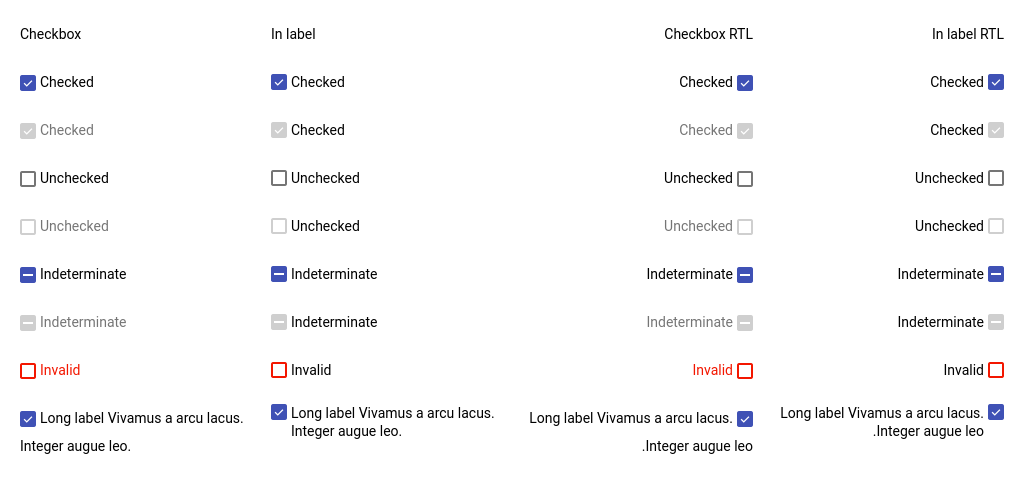 Checkbox In label Checkbox RTL In label RTL
Checked Checked Checked Checked
Checked Checked Checked Checked
Unchecked Unchecked Unchecked Unchecked
Unchecked Unchecked Unchecked Unchecked
Indeterminate Indeterminate Indeterminate Indeterminate
Indeterminate Indeterminate Indeterminate Indeterminate
Invalid Invalid Invalid Invalid
Long label Vivamus a arcu lacus. Long label Vivamus a arcu lacus. Long label Vivamus a arcu lacus. Long label Vivamus a arcu lacus.
Integer augue leo. Integer augue leo. .Integer augue leo .Integer augue leo